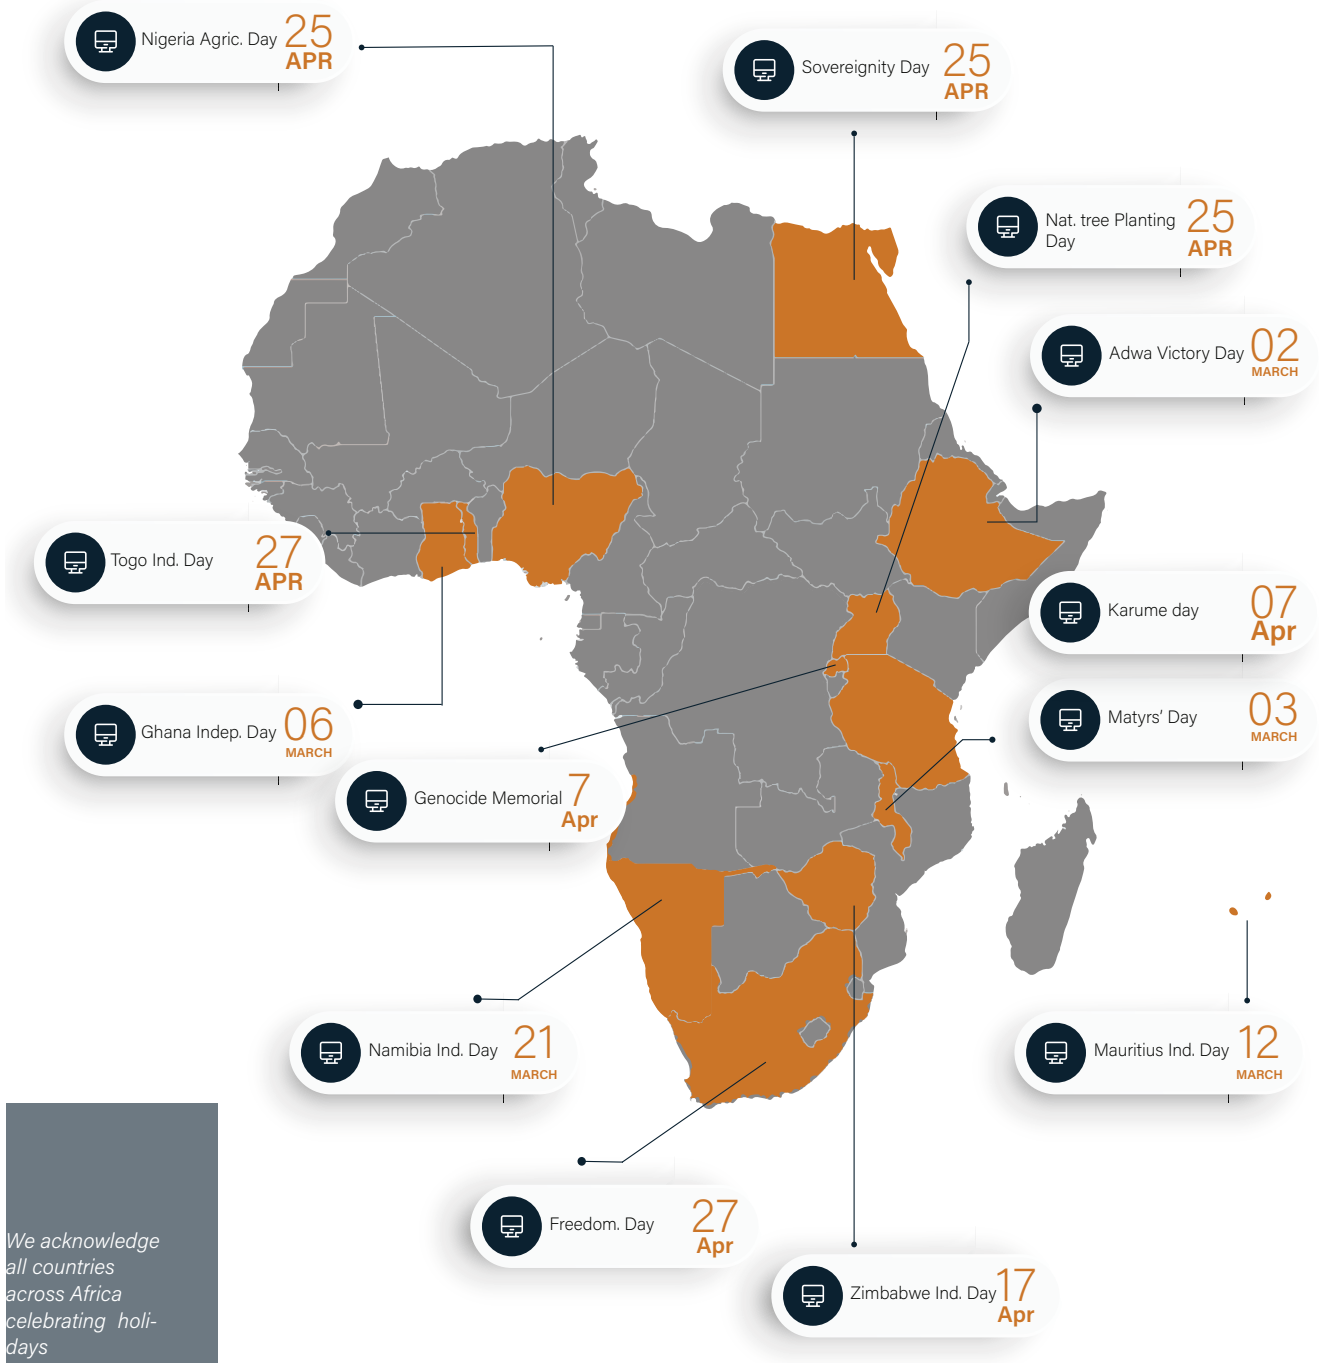 Nigeria Agric. Day
25
APR
Sovereignity Day
25
APR
Nat. tree Planting
Day
25
APR
Adwa Victory Day
02
MARCH
Togo Ind. Day
27
APR
Karume day
07
Apr
Ghana Indep. Day
06
MARCH
Matyrs' Day
03
MARCH
Genocide Memorial
7
Apr
Namibia Ind. Day
21
MARCH
Mauritius Ind. Day
12
MARCH
Freedom. Day
27
Apr
Zimbabwe Ind. Day
17
Apr
We acknowledge
all countries
across Africa
celebrating holi-
days